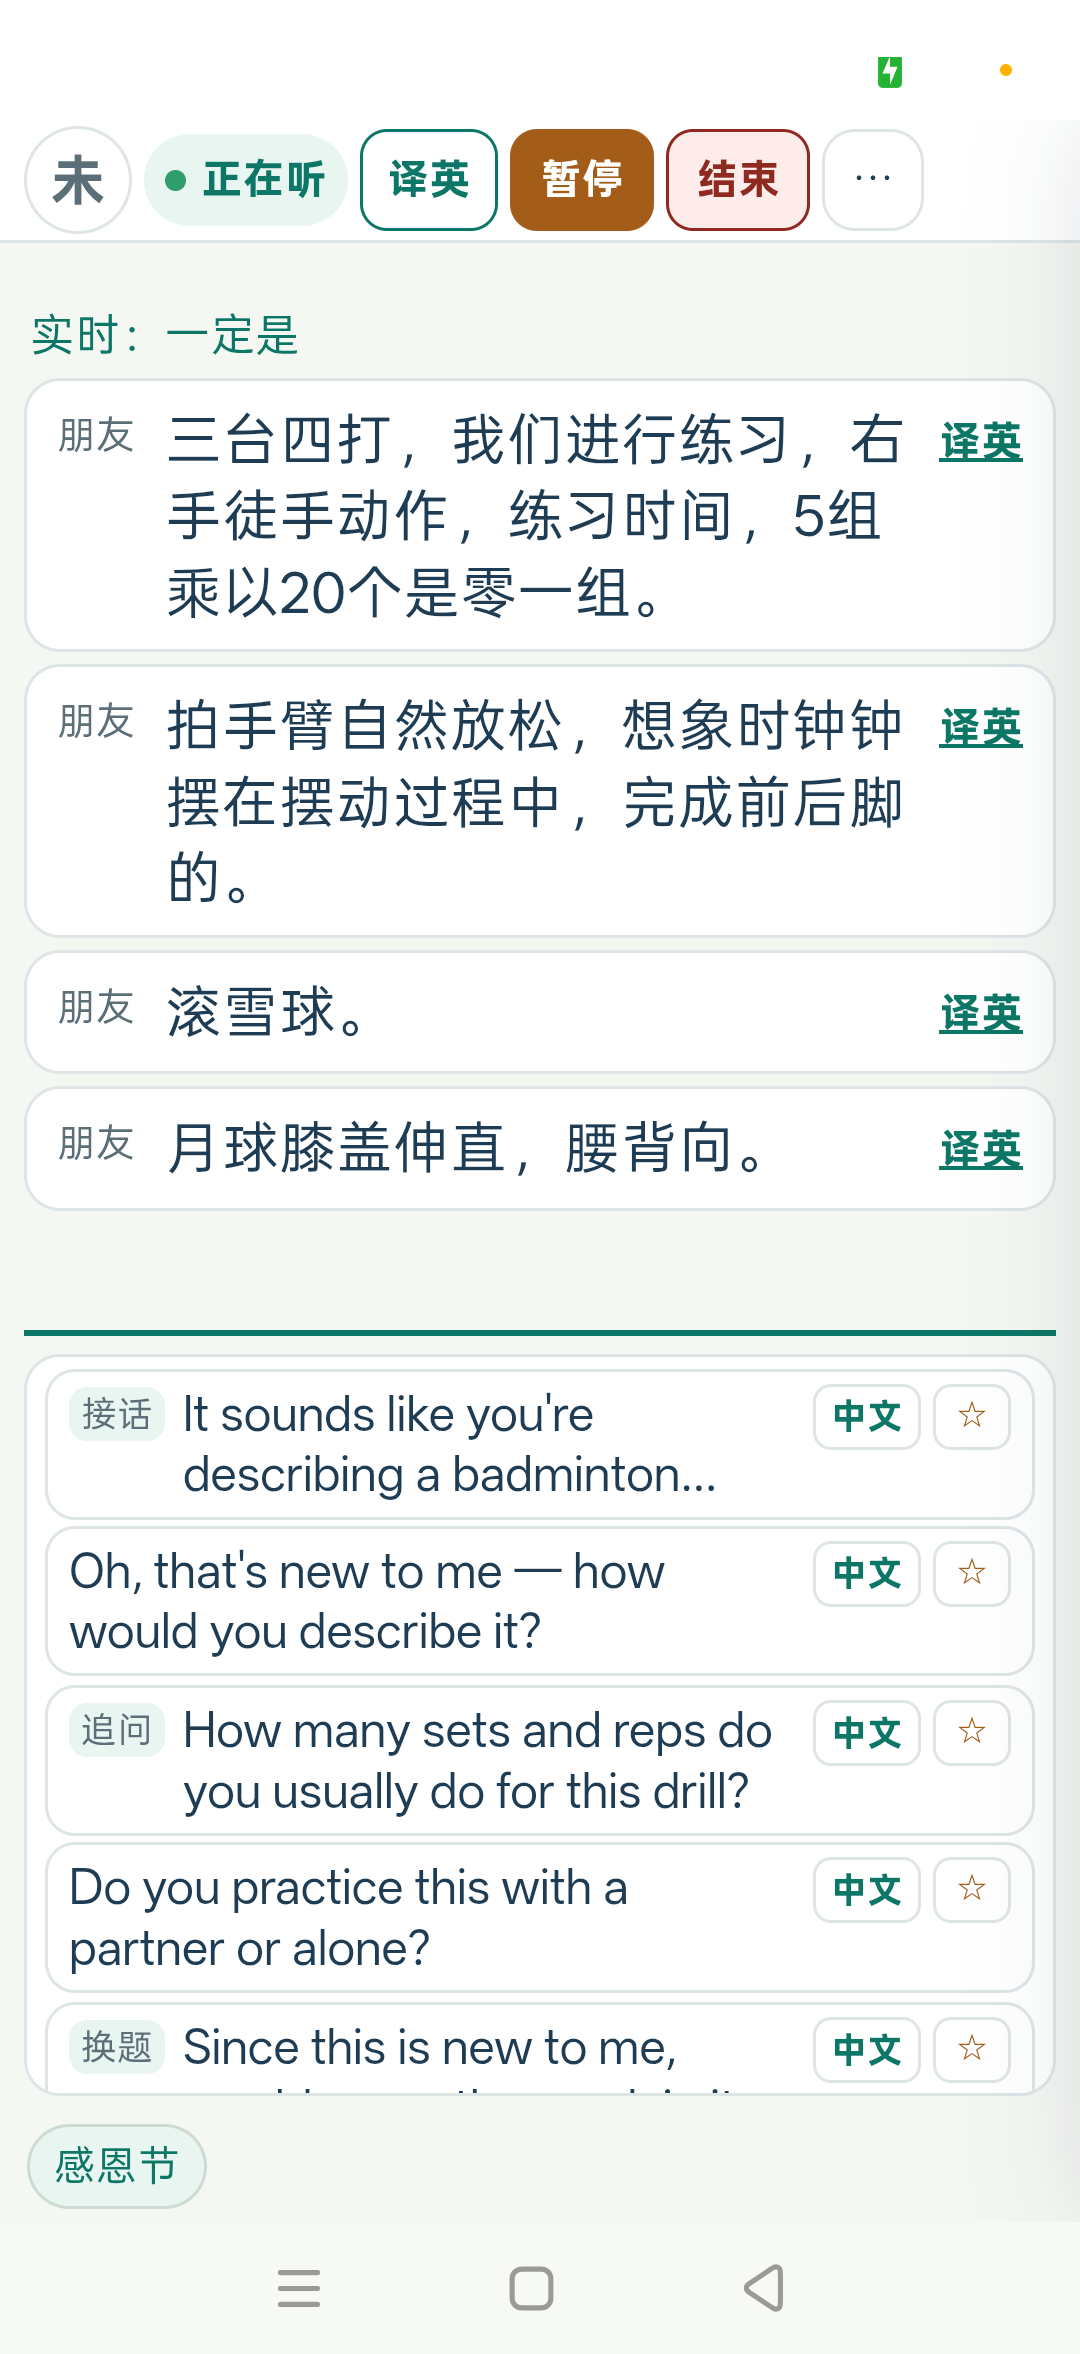 未 正在听 译英 暂停 结束 ···
实时：一定是
朋友 三台四打，我们进行练习，右 译英
手徒手动作，练习时间，5组
乘以20个是零一组。
朋友 拍手臂自然放松，想象时钟钟 译英
摆在摆动过程中，完成前后脚
的。
朋友 滚雪球。 译英
朋友 月球膝盖伸直，腰背向。 译英
接话 It sounds like you're 中文 ☆
describing a badminton...
Oh, that's new to me — how 中文 ☆
would you describe it?
追问 How many sets and reps do 中文 ☆
you usually do for this drill?
Do you practice this with a 中文 ☆
partner or alone?
换题 Since this is new to me, 中文 ☆
感恩节